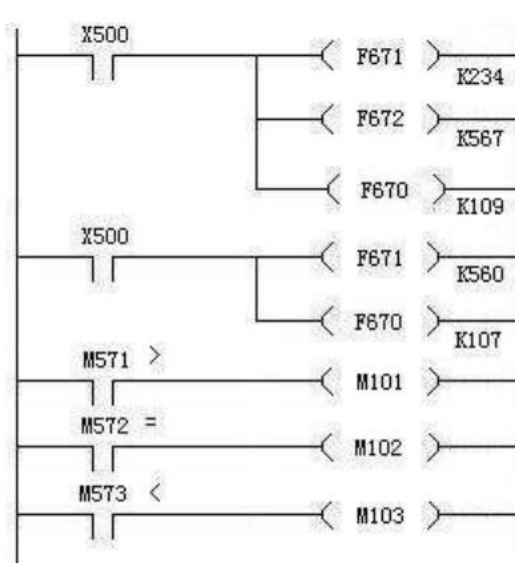 X500
F671
K234
F672
K567
F670
K109
X500
F671
K560
F670
K107
M571 >
M101
M572 =
M102
M573 <
M103